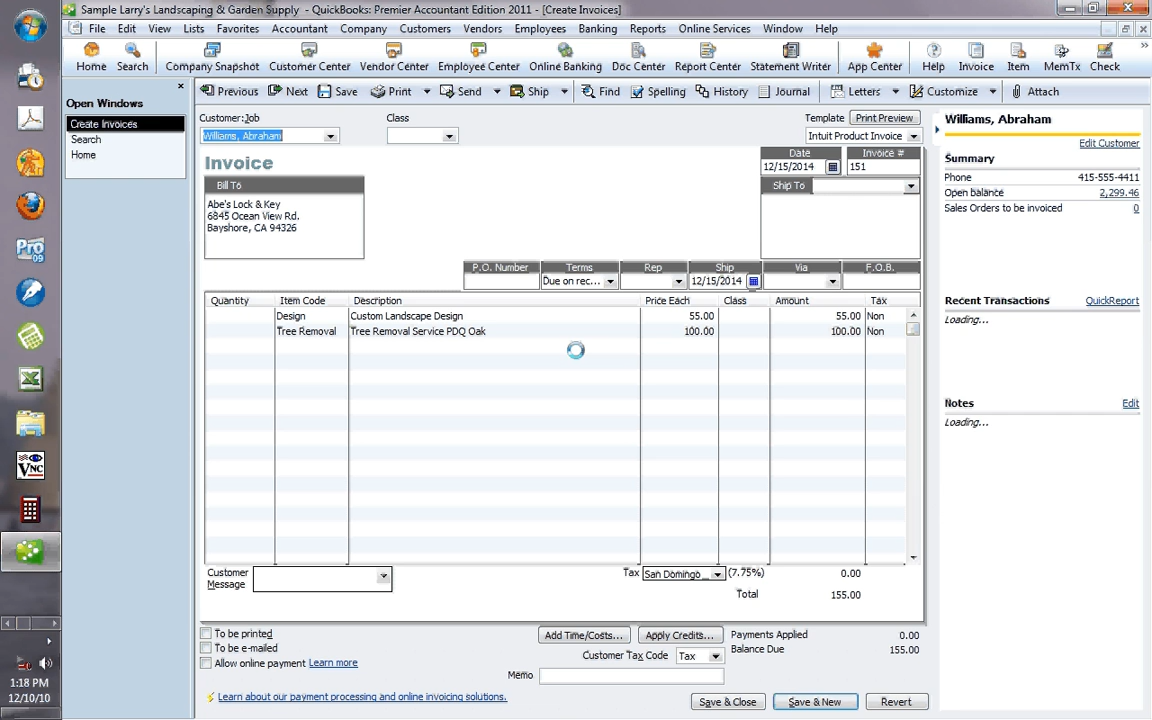 Sample Larry's Landscaping & Garden Supply - QuickBooks: Premier Accountant Edition 2011 - [Create Invoices]
File Edit View Lists Favorites Accountant Company Customers Vendors Employees Banking Reports Online Services Window Help
Home Search Company Snapshot Customer Center Vendor Center Employee Center Online Banking Doc Center Report Center Statement Writer App Center Help Invoice Item MemTx Check
Open Windows
Create Invoices
Search
Home
Previous Next Save Print Send Ship Find Spelling History Journal Letters Customize Attach
Customer:Job Class Template Print Preview
Williams, Abraham Intuit Product Invoice
Invoice
Date Invoice #
12/15/2014 151
Bill To Ship To
Abe's Lock & Key
6845 Ocean View Rd.
Bayshore, CA 94326
P.O. Number Terms Rep Ship Via F.O.B.
Due on rec... 12/15/2014
Quantity Item Code Description Price Each Class Amount Tax
Design Custom Landscape Design 55.00 55.00 Non
Tree Removal Tree Removal Service PDQ Oak 100.00 100.00 Non
Customer Message
Tax San Domingo _ (7.75%) 0.00
Total 155.00
To be printed
To be e-mailed
Allow online payment Learn more
Add Time/Costs... Apply Credits... Payments Applied 0.00
Customer Tax Code Tax Balance Due 155.00
Memo
Learn about our payment processing and online invoicing solutions.
Save & Close Save & New Revert
Williams, Abraham
Edit Customer
Summary
Phone 415-555-4411
Open balance 2,299.46
Sales Orders to be invoiced 0
Recent Transactions QuickReport
Loading...
Notes Edit
Loading...
Pro
09
VNC
1:18 PM
12/10/10